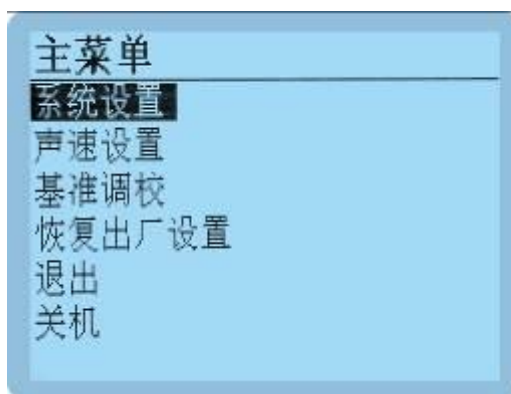 主菜单
系统设置
声速设置
基准调校
恢复出厂设置
退出
关机